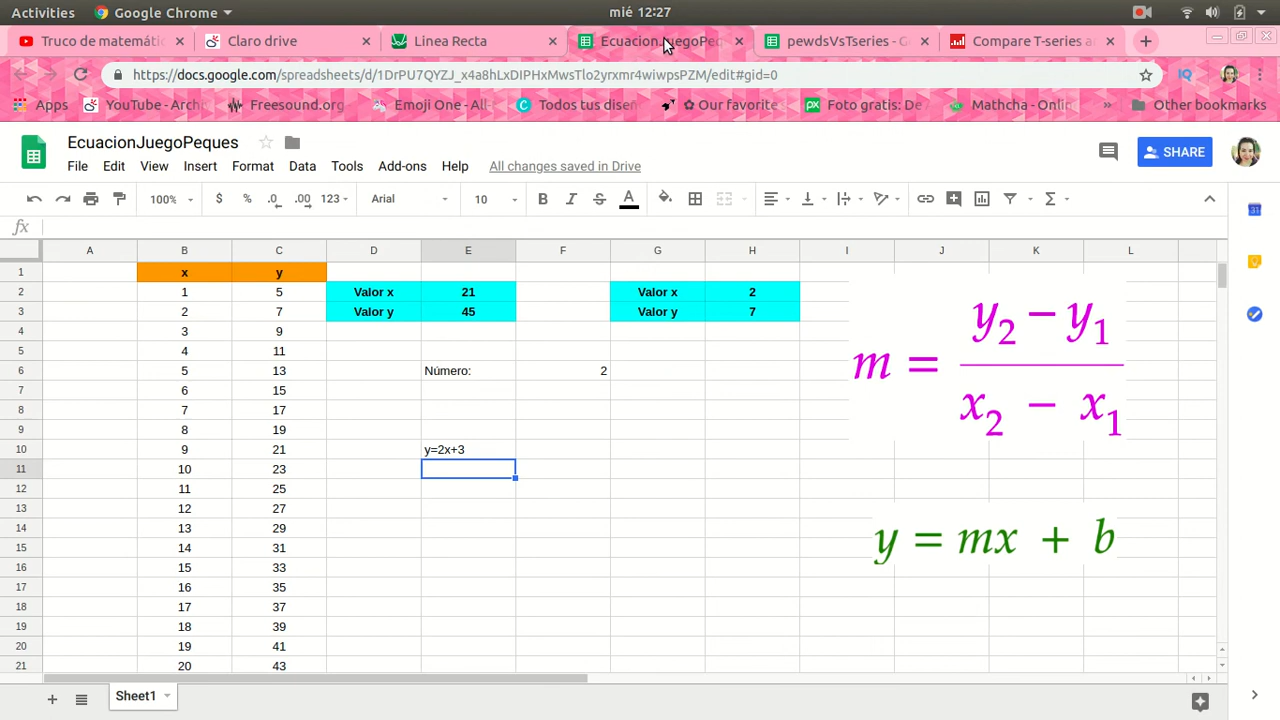 Activities Google Chrome mié 12:27
Truco de matemátic Claro drive Linea Recta EcuacionJuegoPeq pewdsVsTseries - G Compare T-series a
https://docs.google.com/spreadsheets/d/1DrPU7QYZJ_x4a8hLxDIPHxMwsTlo2yrxmr4wiwpsPZM/edit#gid=0
Apps YouTube - Archi Freesound.org Emoji One - All- Todos tus diseñ ✿ Our favorite Foto gratis: De A Mathcha - Onlin » Other bookmarks
EcuacionJuegoPeques
SHARE
File Edit View Insert Format Data Tools Add-ons Help All changes saved in Drive
100% $ % .0 .00 123 Arial 10 B I S A
fx
A B C D E F G H I J K L
1 x y
2 1 5 Valor x 21 Valor x 2
3 2 7 Valor y 45 Valor y 7
4 3 9
5 4 11
6 5 13 Número: 2
7 6 15
8 7 17
9 8 19
10 9 21 y=2x+3
11 10 23
12 11 25
13 12 27
14 13 29
15 14 31
16 15 33
17 16 35
18 17 37
19 18 39
20 19 41
21 20 43
m = (y₂ − y₁) / (x₂ − x₁)
y = mx + b
Sheet1